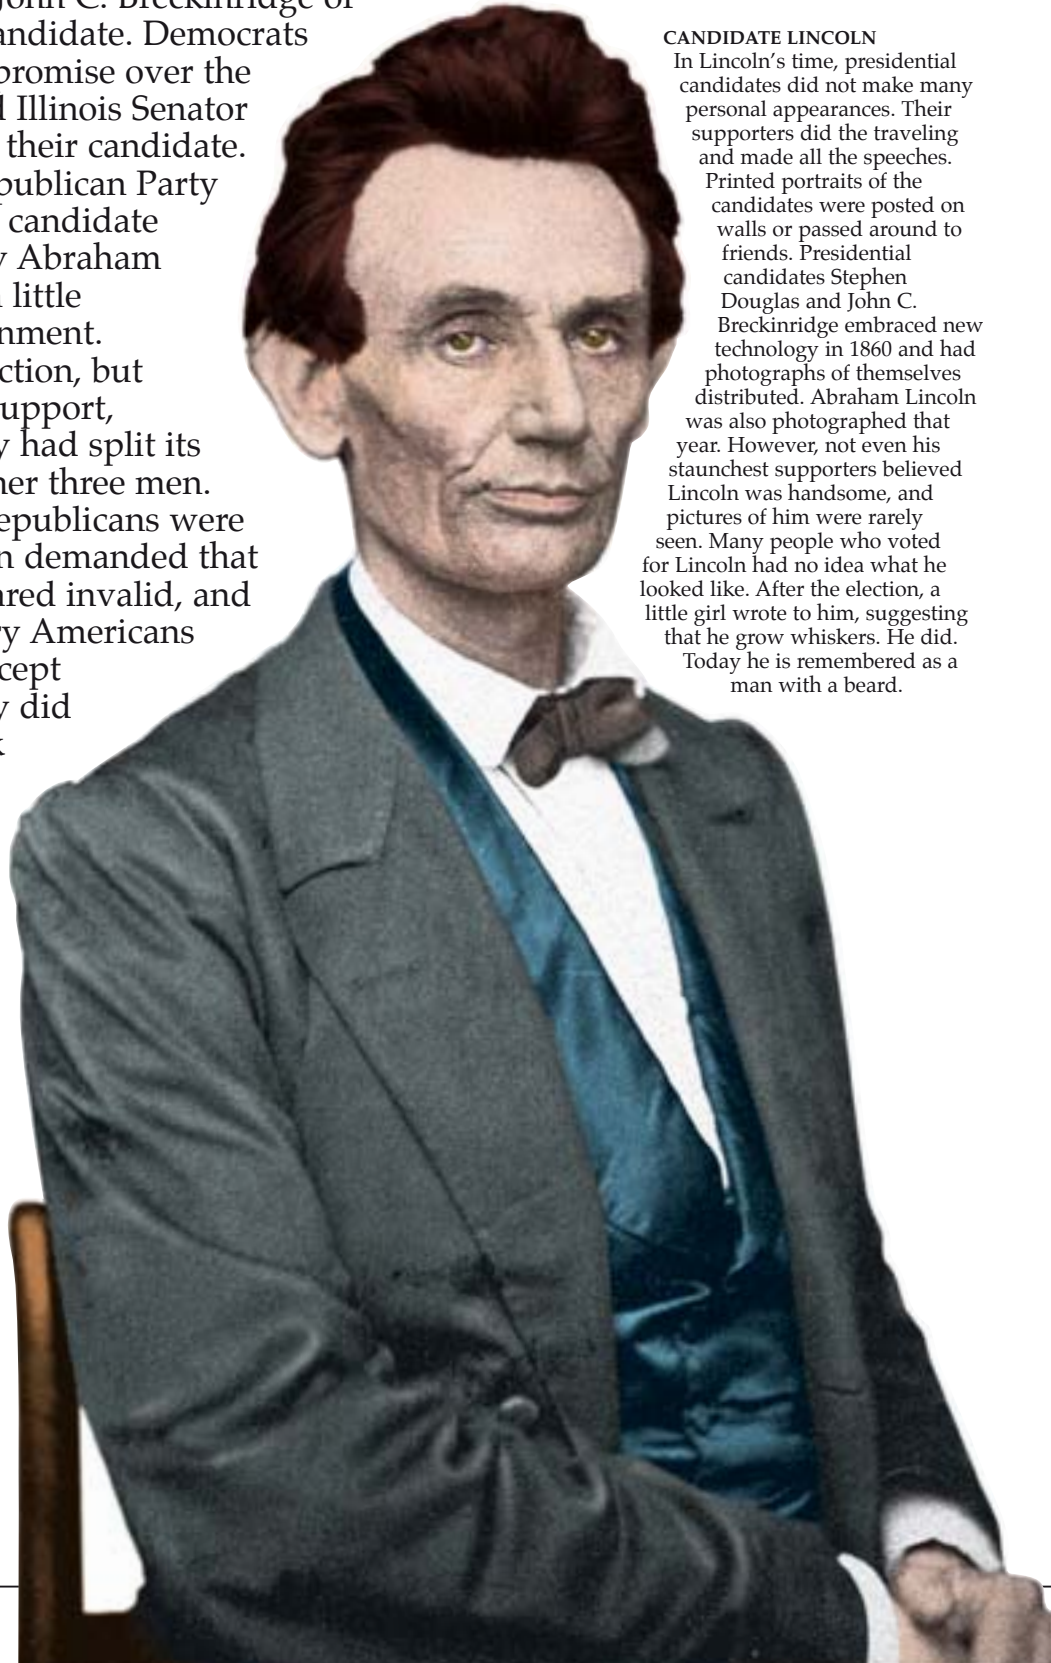 John C. Breckinridge of
andidate. Democrats
promise over the
Illinois Senator
their candidate.
publican Party
candidate
Abraham
little
nment.
ction, but
upport,
y had split its
her three men.
epublicans were
n demanded that
ared invalid, and
ry Americans
cept
y did
CANDIDATE LINCOLN
In Lincoln’s time, presidential
candidates did not make many
personal appearances. Their
supporters did the traveling
and made all the speeches.
Printed portraits of the
candidates were posted on
walls or passed around to
friends. Presidential
candidates Stephen
Douglas and John C.
Breckinridge embraced new
technology in 1860 and had
photographs of themselves
distributed. Abraham Lincoln
was also photographed that
year. However, not even his
staunchest supporters believed
Lincoln was handsome, and
pictures of him were rarely
seen. Many people who voted
for Lincoln had no idea what he
looked like. After the election, a
little girl wrote to him, suggesting
that he grow whiskers. He did.
Today he is remembered as a
man with a beard.